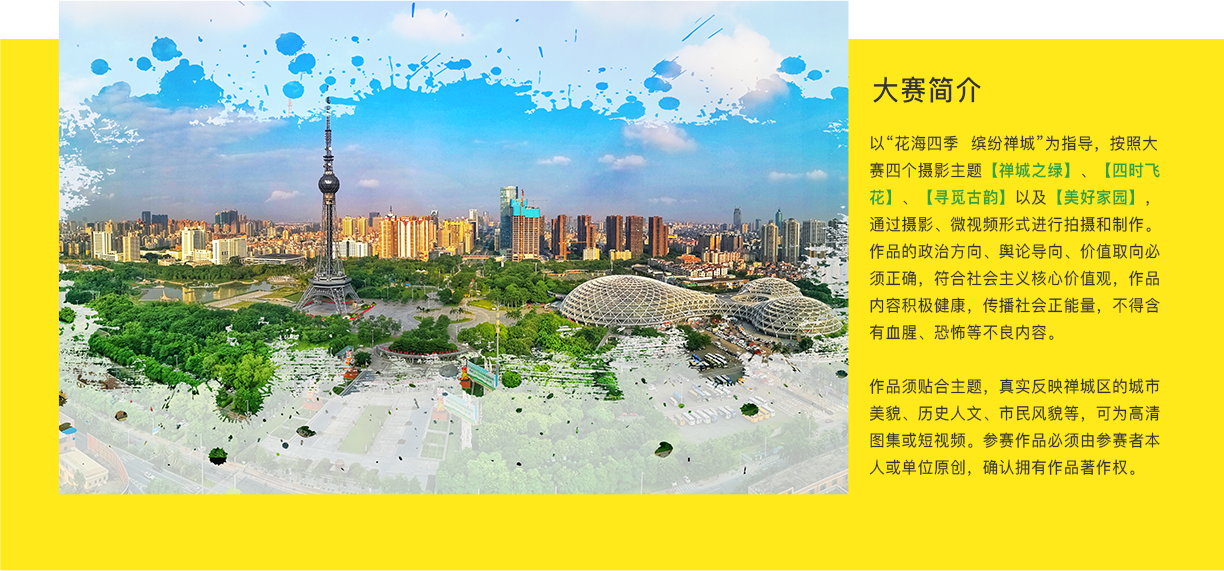 大赛简介
以“花海四季 缤纷禅城”为指导，按照大
赛四个摄影主题【禅城之绿】、【四时飞
花】、【寻觅古韵】以及【美好家园】，
通过摄影、微视频形式进行拍摄和制作。
作品的政治方向、舆论导向、价值取向必
须正确，符合社会主义核心价值观，作品
内容积极健康，传播社会正能量，不得含
有血腥、恐怖等不良内容。
作品须贴合主题，真实反映禅城区的城市
美貌、历史人文、市民风貌等，可为高清
图集或短视频。参赛作品必须由参赛者本
人或单位原创，确认拥有作品著作权。